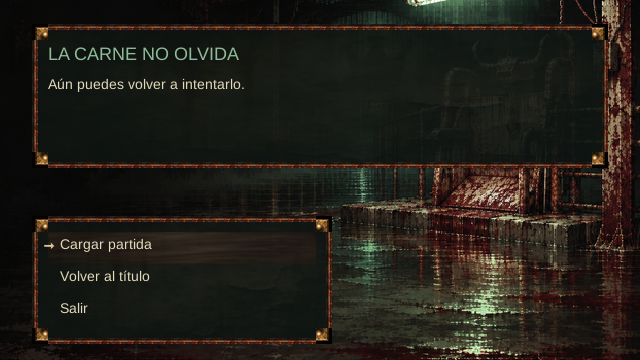 LA CARNE NO OLVIDA
Aún puedes volver a intentarlo.
Cargar partida
Volver al título
Salir